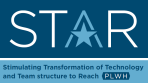 STAR
Stimulating Transformation of Technology
and Team structure to Reach PLWH